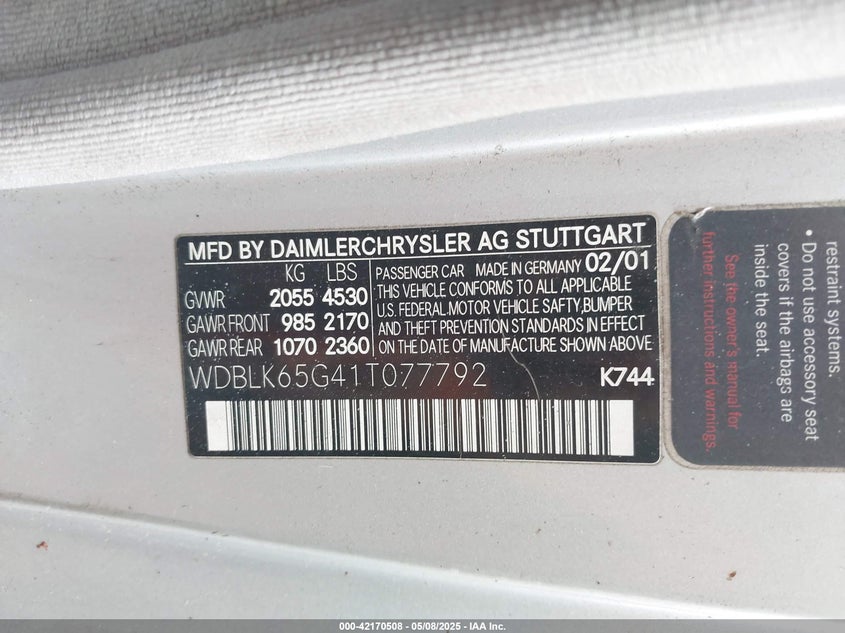 MFD BY DAIMLERCHRYSLER AG STUTTGART
KG LBS
GVWR 2055 4530
GAWR FRONT 985 2170
GAWR REAR 1070 2360
PASSENGER CAR MADE IN GERMANY 02/01
THIS VEHICLE CONFORMS TO ALL APPLICABLE
U.S. FEDERAL MOTOR VEHICLE SAFTY,BUMPER
AND THEFT PREVENTION STANDARDS IN EFFECT
ON THE DATE OF MANUFACTURE SHOWN ABOVE
WDBLK65G41T077792 K744
restraint systems.
• Do not use accessory seat
covers if the airbags are
inside the seat.
See the owner's manual for
further instructions and warnings.
000-42170508 - 05/08/2025 - IAA Inc.